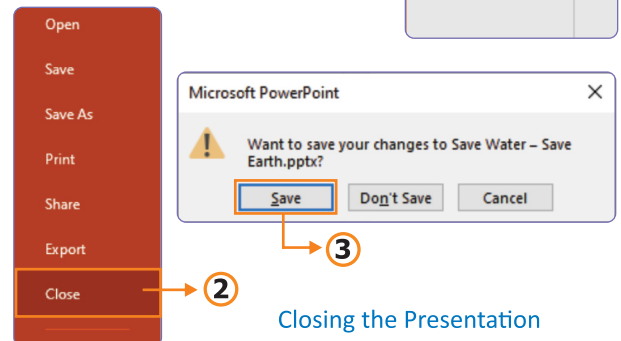 Open
Save
Save As
Print
Share
Export
Close
2
Microsoft PowerPoint
Want to save your changes to Save Water – Save
Earth.pptx?
Save
Don't Save
Cancel
3
Closing the Presentation